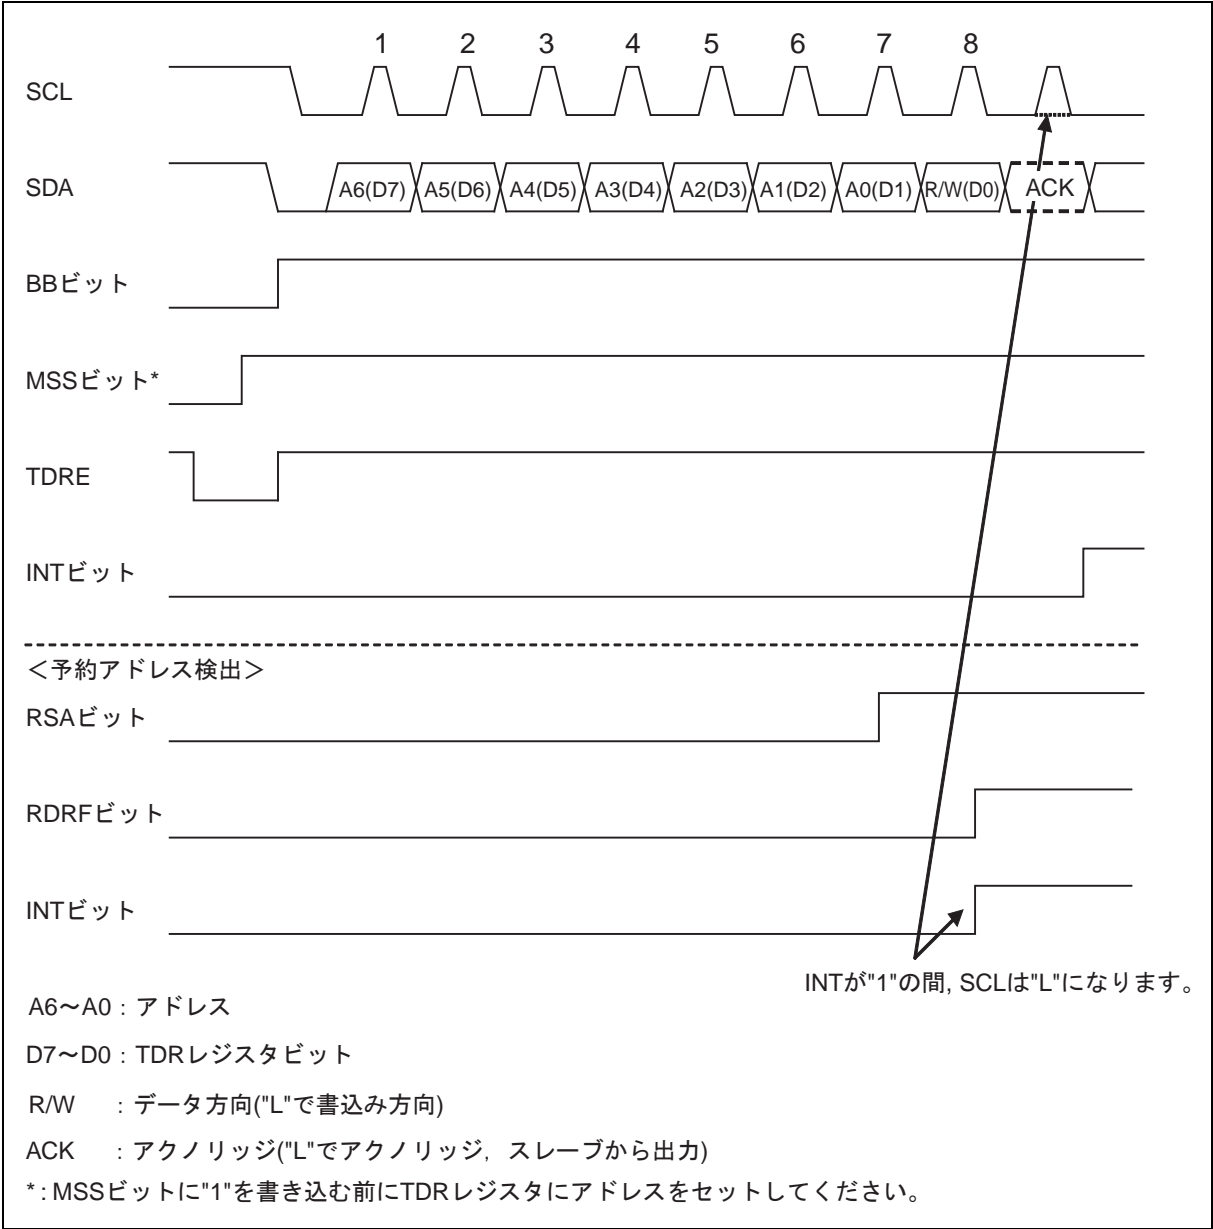 1 2 3 4 5 6 7 8
SCL
SDA A6(D7) A5(D6) A4(D5) A3(D4) A2(D3) A1(D2) A0(D1) R/W(D0) ACK
BBビット
MSSビット*
TDRE
INTビット
＜予約アドレス検出＞
RSAビット
RDRFビット
INTビット
INTが"1"の間, SCLは"L"になります。
A6～A0 : アドレス
D7～D0 : TDRレジスタビット
R/W : データ方向("L"で書込み方向)
ACK : アクノリッジ("L"でアクノリッジ, スレーブから出力)
* : MSSビットに"1"を書き込む前にTDRレジスタにアドレスをセットしてください。